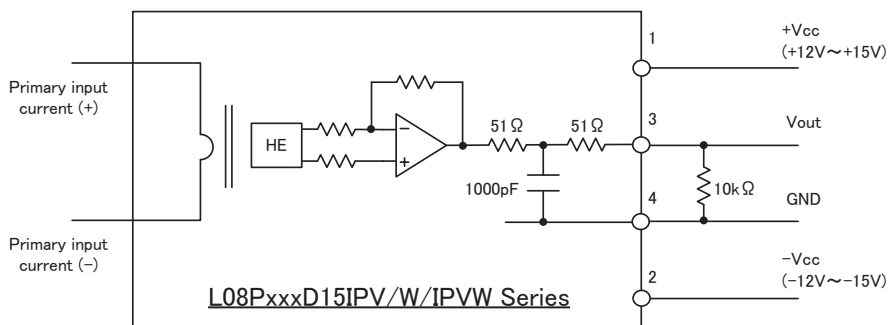 1
+Vcc
(+12V～+15V)
Primary input
current (+)
HE
−
+
51Ω
51Ω
3
Vout
1000pF
10kΩ
4
GND
Primary input
current (−)
−Vcc
(−12V～−15V)
2
L08PxxxD15IPV/W/IPVW Series